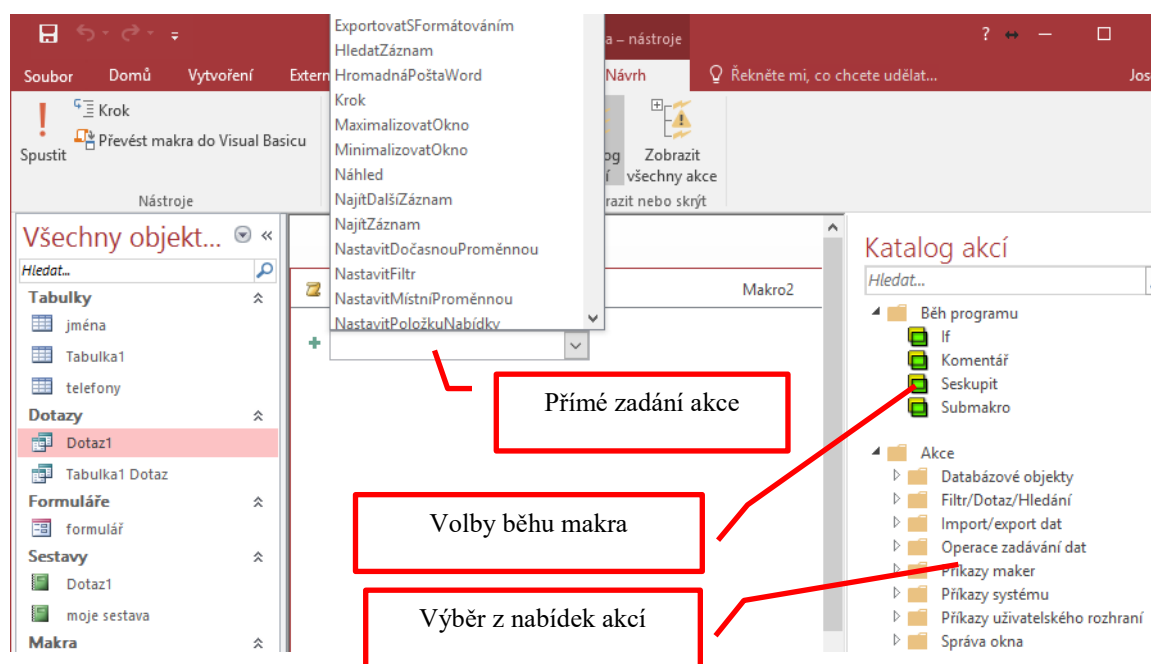 ExportovatSFormátováním
HledatZáznam
HromadnáPoštaWord
Krok
MaximalizovatOkno
MinimalizovatOkno
Náhled
NajítDalšíZáznam
NajítZáznam
NastavitDočasnouProměnnou
NastavitFiltr
NastavitMístníProměnnou
NastavitPoložkuNabídky
a – nástroje
?
Soubor Domů Vytvoření Extern Návrh Řekněte mi, co chcete udělat... Jos
Krok
Převést makra do Visual Basicu
Spustit
Nástroje
og Zobrazit
í všechny akce
razit nebo skrýt
Všechny objekt... «
Hledat...
Tabulky
jména
Tabulka1
telefony
Dotazy
Dotaz1
Tabulka1 Dotaz
Formuláře
formulář
Sestavy
Dotaz1
moje sestava
Makra
Makro2
Přímé zadání akce
Volby běhu makra
Výběr z nabídek akcí
Katalog akcí
Hledat...
Běh programu
If
Komentář
Seskupit
Submakro
Akce
Databázové objekty
Filtr/Dotaz/Hledání
Import/export dat
Operace zadávání dat
Příkazy maker
Příkazy systému
Příkazy uživatelského rozhraní
Správa okna